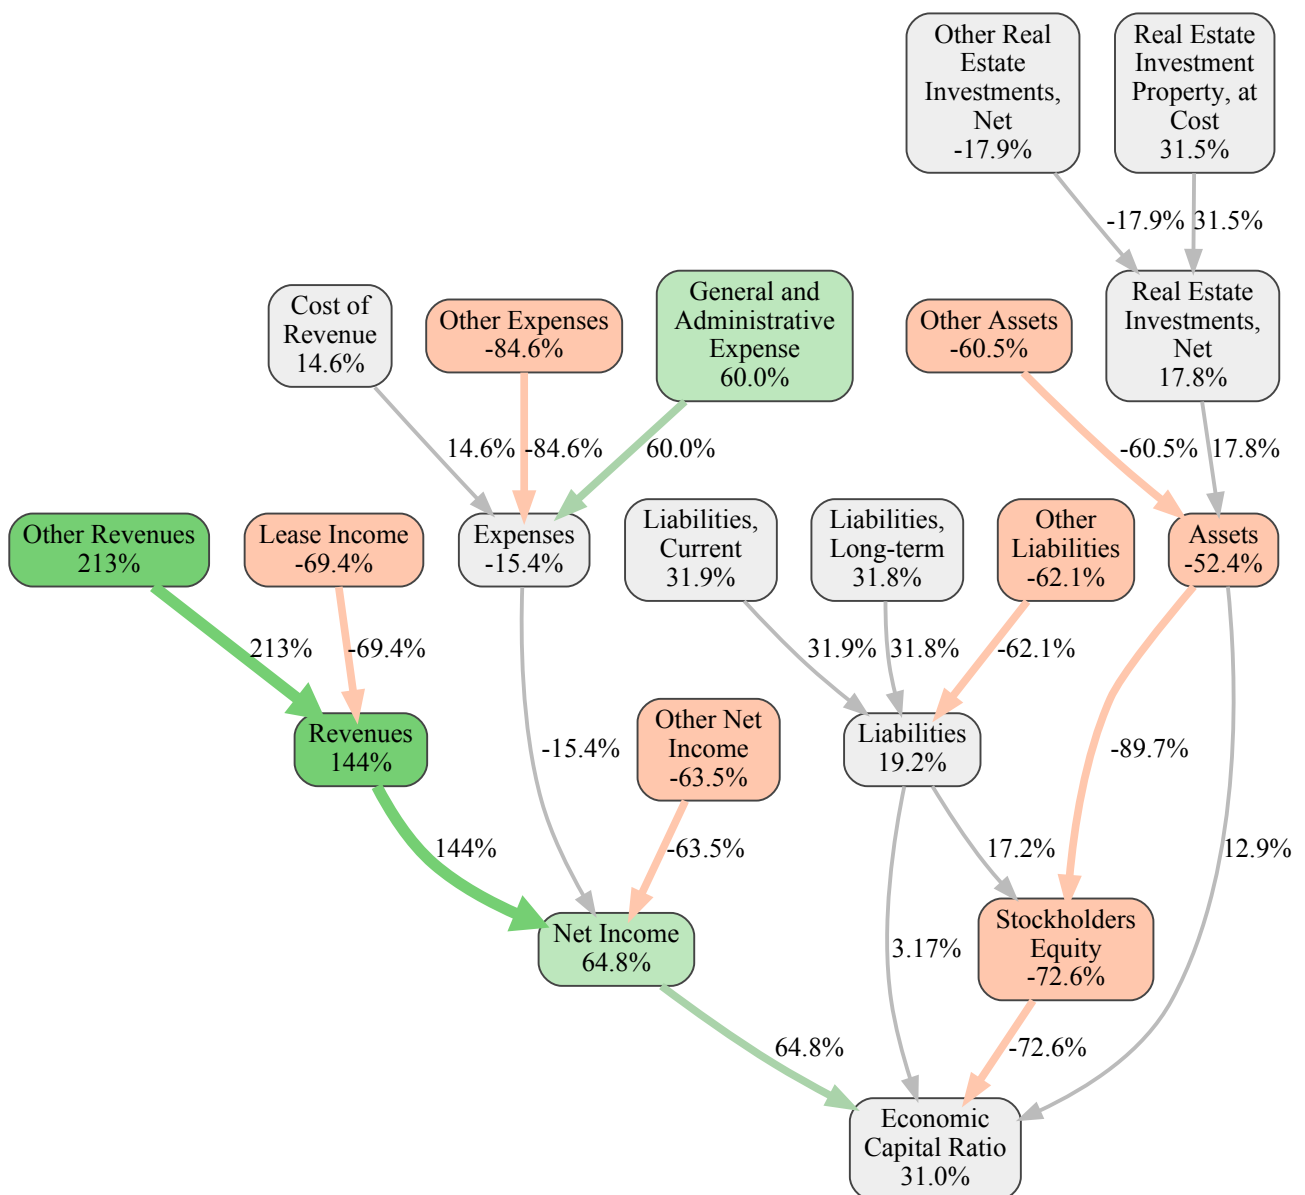 Other Real
Estate
Investments,
Net
-17.9%
Real Estate
Investment
Property, at
Cost
31.5%
-17.9%
31.5%
Cost of
Revenue
14.6%
Other Expenses
-84.6%
General and
Administrative
Expense
60.0%
Other Assets
-60.5%
Real Estate
Investments,
Net
17.8%
14.6%
-84.6%
60.0%
-60.5%
17.8%
Other Revenues
213%
Lease Income
-69.4%
Expenses
-15.4%
Liabilities,
Current
31.9%
Liabilities,
Long-term
31.8%
Other
Liabilities
-62.1%
Assets
-52.4%
213%
-69.4%
31.9%
31.8%
-62.1%
Revenues
144%
-15.4%
Other Net
Income
-63.5%
Liabilities
19.2%
-89.7%
144%
-63.5%
17.2%
12.9%
Net Income
64.8%
3.17%
Stockholders
Equity
-72.6%
64.8%
-72.6%
Economic
Capital Ratio
31.0%